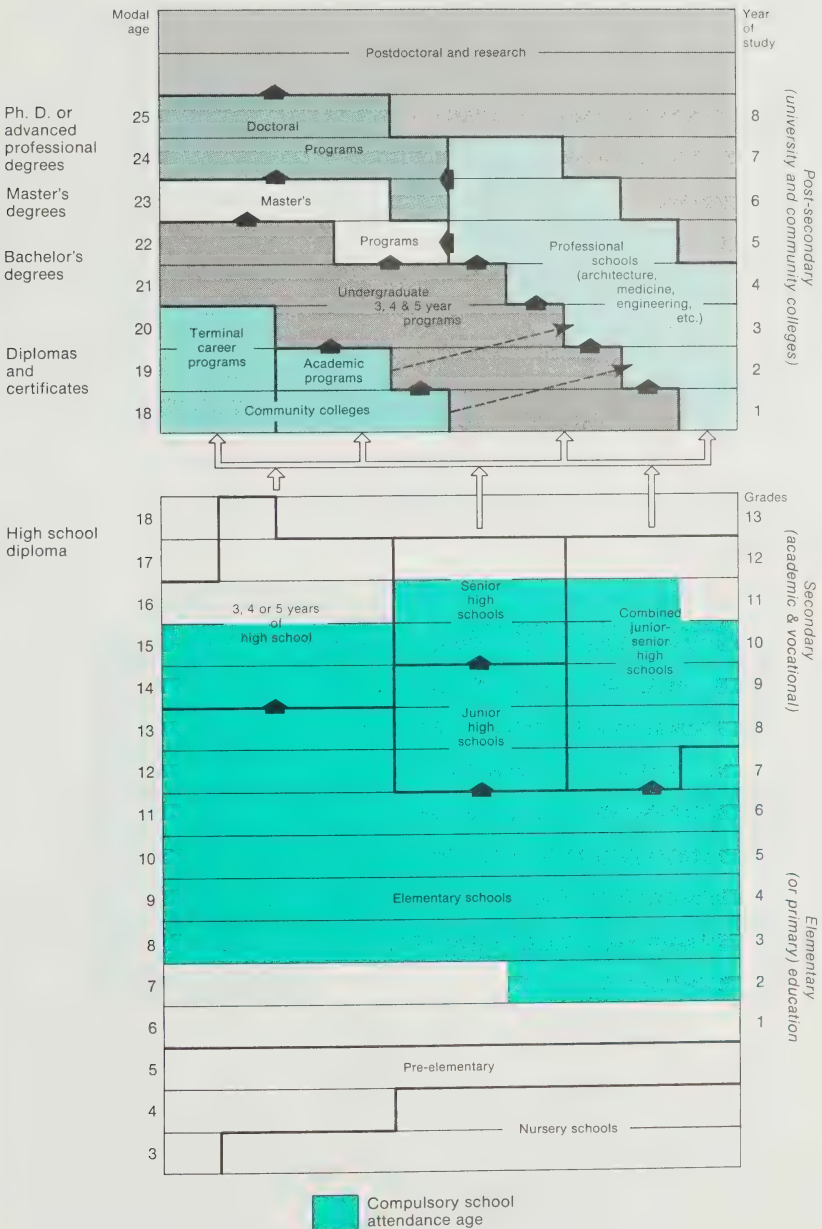 Modal
age
Year
of
study
Postdoctoral and research
Ph. D. or
advanced
professional
degrees
25
Doctoral
8
24
Programs
7
Master's
degrees
23
Master's
6
Bachelor's
degrees
22
Programs
5
Professional
schools
(architecture,
medicine,
engineering,
etc.)
21
4
Undergraduate
3, 4 & 5 year
programs
20
Terminal
career
programs
3
Diplomas
and
certificates
19
Academic
programs
2
18
Community colleges
1
Post-secondary
(university and community colleges)
Grades
High school
diploma
18
13
17
12
16
3, 4 or 5 years
of
high school
Senior
high
schools
Combined
junior-
senior
high
schools
11
15
10
14
9
13
Junior
high
schools
8
12
7
Secondary
(academic & vocational)
11
6
10
5
9
Elementary schools
4
8
3
7
2
6
1
Elementary
(or primary) education
5
Pre-elementary
4
Nursery schools
3
Compulsory school
attendance age